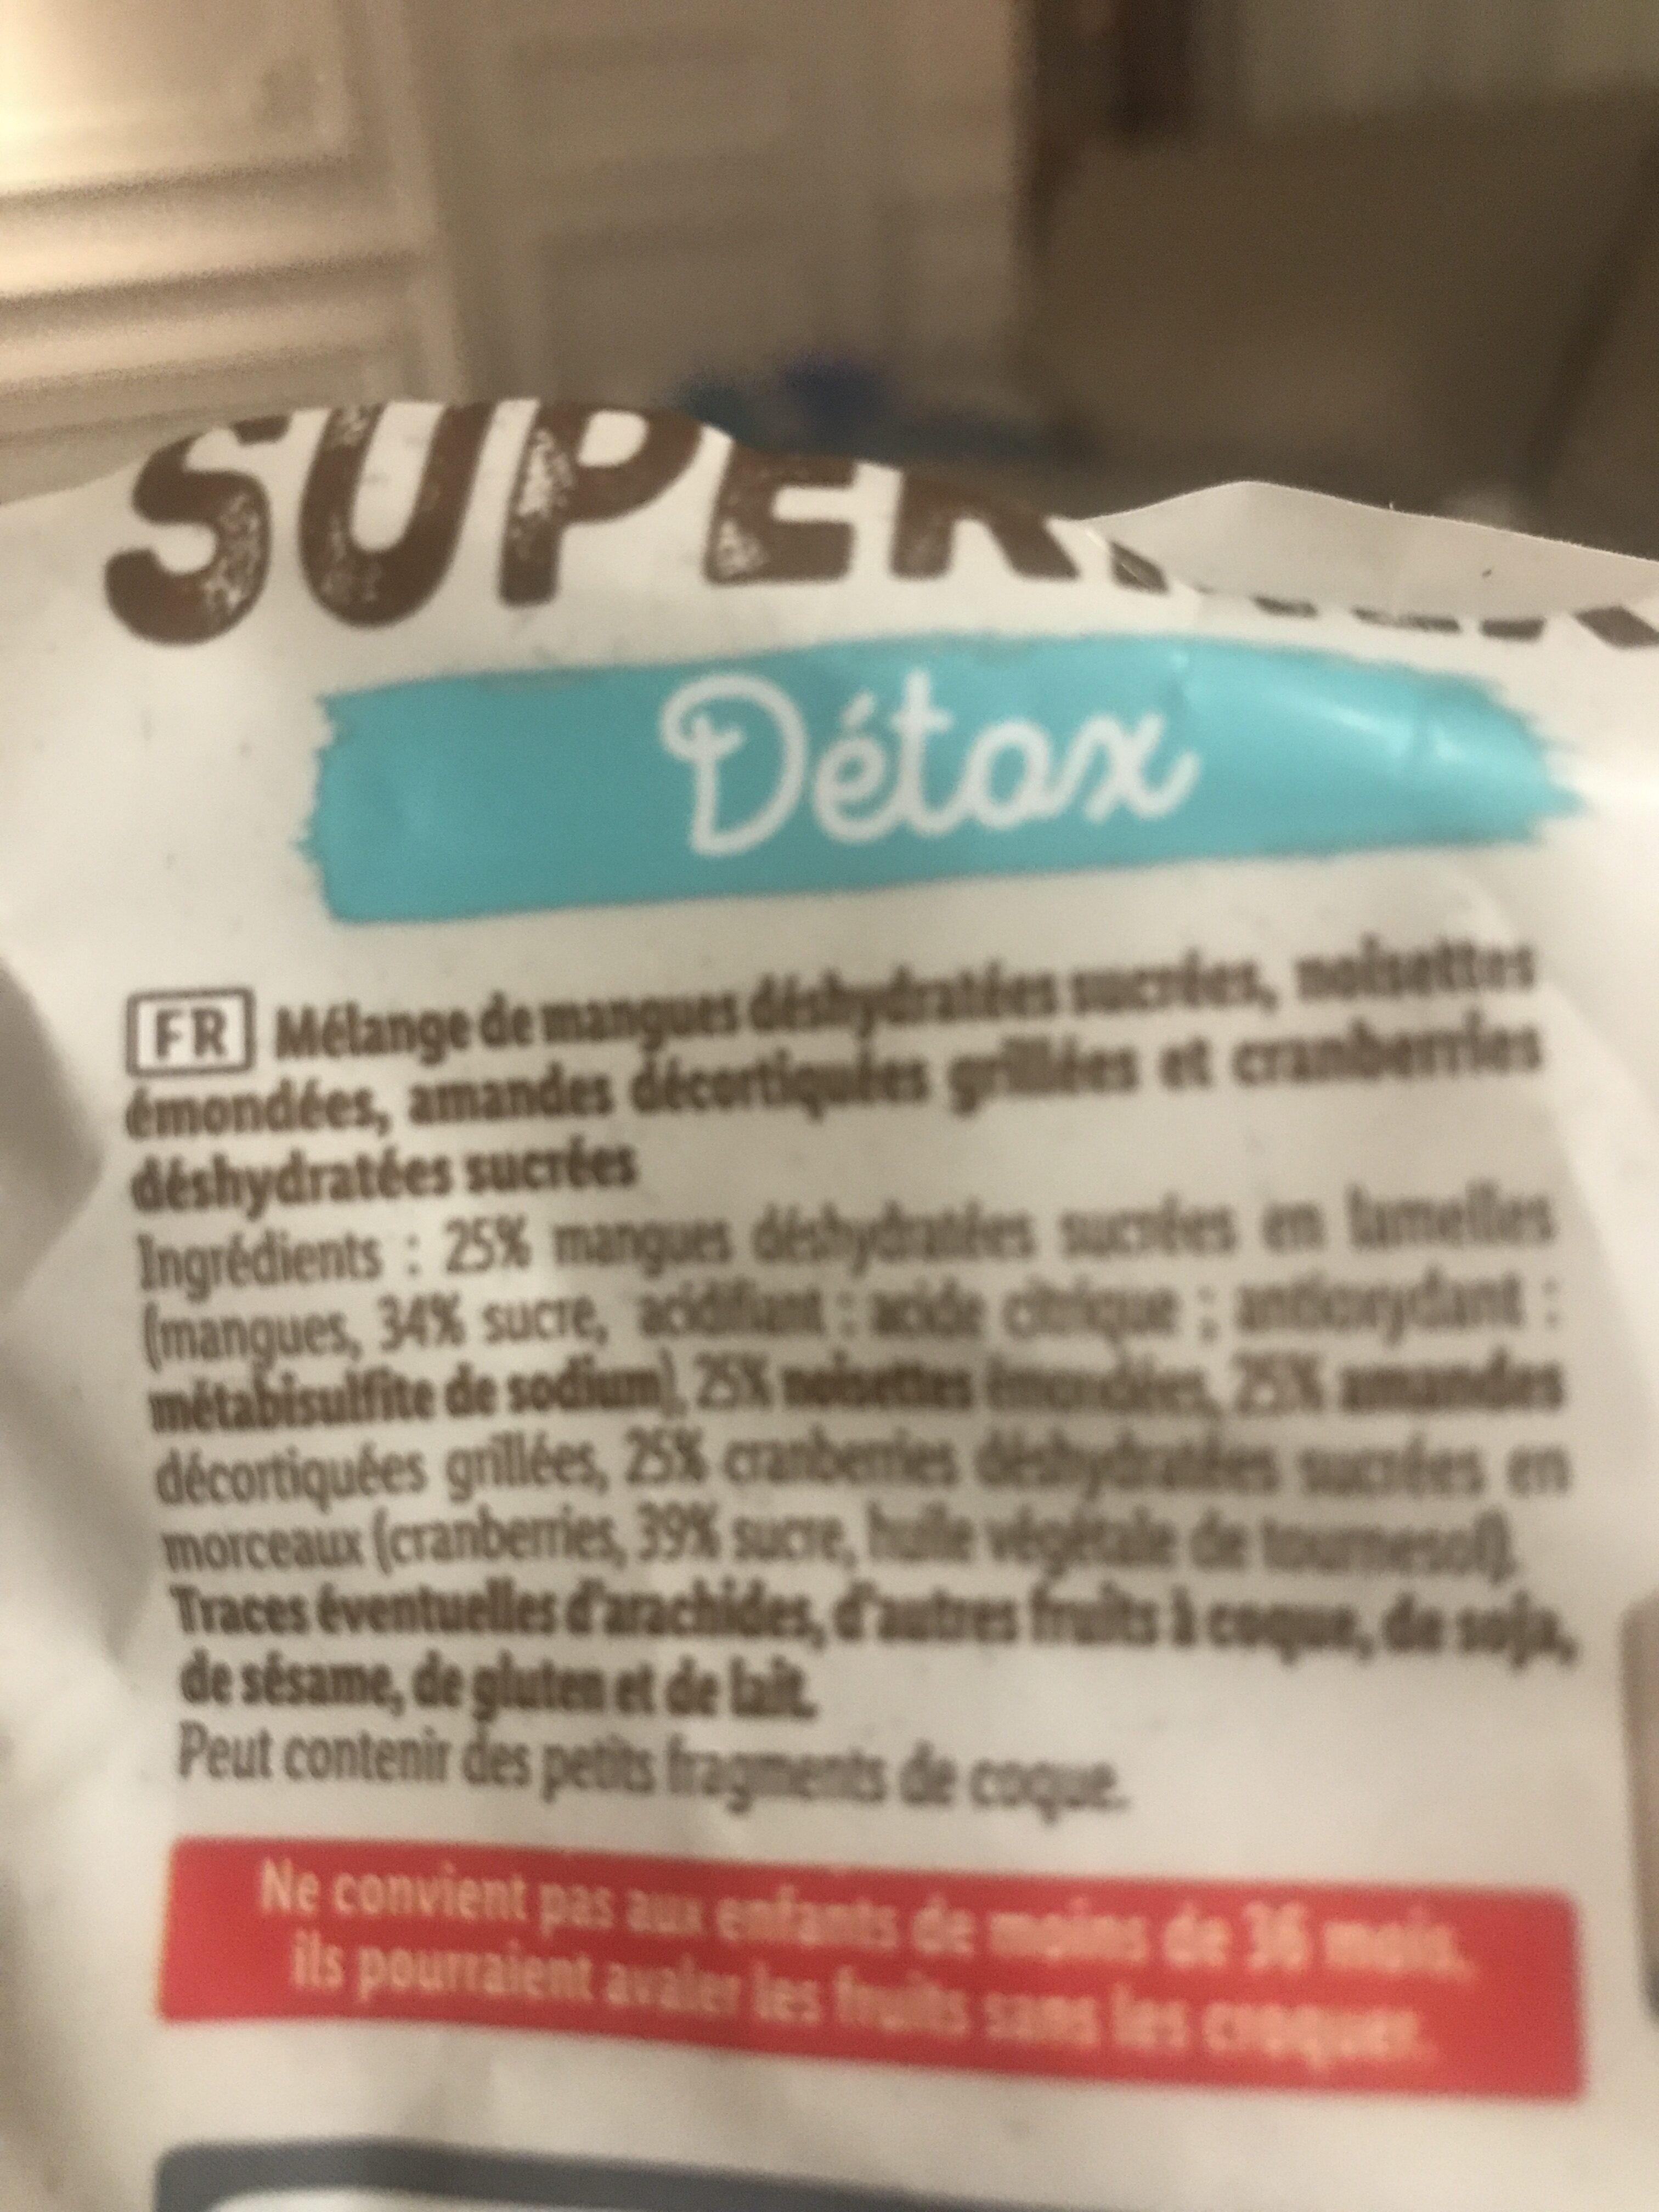 SUPER
Détox
FR Mélange de mangues déshydratées sucrées, noisettes
émondées, amandes décortiquées grillées et cranberries
déshydratées sucrées
Ingrédients : 25% mangues déshydratées sucrées en lamelles
(mangues, 34% sucre, acidifiant : acide citrique ; antioxydant :
métabisulfite de sodium), 25% noisettes émondées, 25% amandes
décortiquées grillées, 25% cranberries déshydratées sucrées en
morceaux (cranberries, 39% sucre, huile végétale de tournesol).
Traces éventuelles d'arachides, d'autres fruits à coque, de soja,
de sésame, de gluten et de lait.
Peut contenir des petits fragments de coque.
Ne convient pas aux enfants de moins de 36 mois,
ils pourraient avaler les fruits sans les croquer.